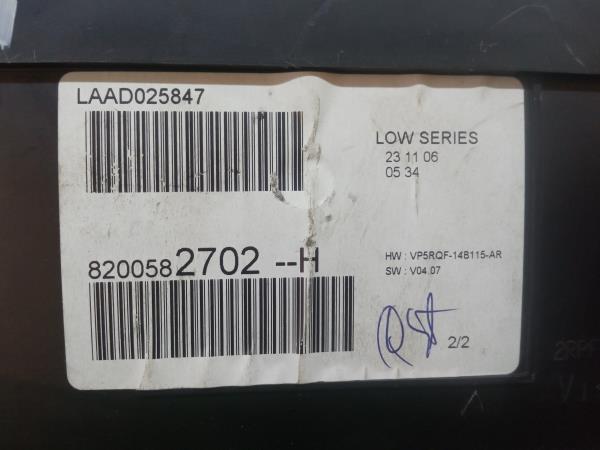 LAAD025847
LOW SERIES
23 11 06
05 34
8200582702 --H
HW : VP5RQF-14B115-AR
SW : V04.07
2/2